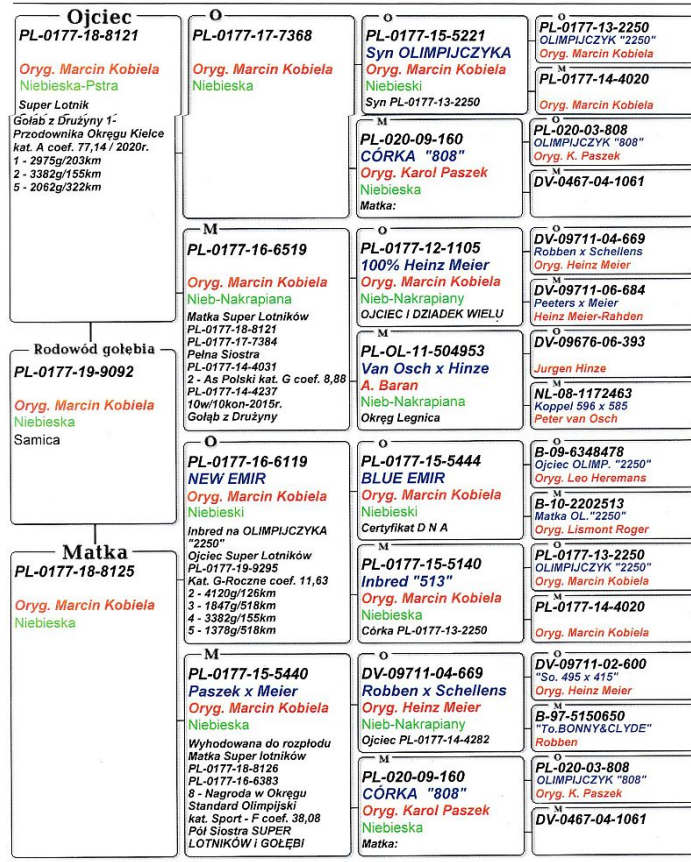 Ojciec
PL-0177-18-8121
Oryg. Marcin Kobiela
Niebieska-Pstra
Super Lotnik
Gołąb z Drużyny 1-
Przodownika Okręgu Kielce
kat. A coef. 77,14 / 2020r.
1 - 2975g/203km
2 - 3382g/155km
5 - 2062g/322km
Rodowód gołębia
PL-0177-19-9092
Oryg. Marcin Kobiela
Niebieska
Samica
Matka
PL-0177-18-8125
Oryg. Marcin Kobiela
Niebieska
O
PL-0177-17-7368
Oryg. Marcin Kobiela
Niebieska
M
PL-0177-16-6519
Oryg. Marcin Kobiela
Nieb-Nakrapiana
Matka Super Lotników
PL-0177-18-8121
PL-0177-17-7384
Pełna Siostra
PL-0177-14-4031
2 - As Polski kat. G coef. 8,88
PL-0177-14-4237
10w/10kon-2015r.
Gołąb z Drużyny
O
PL-0177-16-6119
NEW EMIR
Oryg. Marcin Kobiela
Niebieski
Inbred na OLIMPIJCZYKA
"2250"
Ojciec Super Lotników
PL-0177-19-9295
Kat. G-Roczne coef. 11,63
2 - 4120g/126km
3 - 1847g/518km
4 - 3382g/155km
5 - 1378g/518km
M
PL-0177-15-5440
Paszek x Meier
Oryg. Marcin Kobiela
Niebieska
Wyhodowana do rozpłodu
Matka Super lotników
PL-0177-18-8126
PL-0177-16-6383
8 - Nagroda w Okręgu
Standard Olimpijski
kat. Sport - F coef. 38,08
Pół Siostra SUPER
LOTNIKÓW i GOŁĘBI
O
PL-0177-15-5221
Syn OLIMPIJCZYKA
Oryg. Marcin Kobiela
Niebieski
Syn PL-0177-13-2250
M
PL-020-09-160
CÓRKA "808"
Oryg. Karol Paszek
Niebieska
Matka:
O
PL-0177-12-1105
100% Heinz Meier
Oryg. Marcin Kobiela
Nieb-Nakrapiany
OJCIEC I DZIADEK WIELU
M
PL-OL-11-504953
Van Osch x Hinze
A. Baran
Nieb-Nakrapiana
Okręg Legnica
O
PL-0177-15-5444
BLUE EMIR
Oryg. Marcin Kobiela
Niebieski
Certyfikat D N A
M
PL-0177-15-5140
Inbred "513"
Oryg. Marcin Kobiela
Niebieska
Córka PL-0177-13-2250
O
DV-09711-04-669
Robben x Schellens
Oryg. Heinz Meier
Nieb-Nakrapiany
Ojciec PL-0177-14-4282
M
PL-020-09-160
CÓRKA "808"
Oryg. Karol Paszek
Niebieska
Matka:
O
PL-0177-13-2250
OLIMPIJCZYK "2250"
Oryg. Marcin Kobiela
M
PL-0177-14-4020
Oryg. Marcin Kobiela
O
PL-020-03-808
OLIMPIJCZYK "808"
Oryg. K. Paszek
M
DV-0467-04-1061
O
DV-09711-04-669
Robben x Schellens
Oryg. Heinz Meier
M
DV-09711-06-684
Peeters x Meier
Heinz Meier-Rahden
O
DV-09676-06-393
Jurgen Hinze
M
NL-08-1172463
Koppel 596 x 585
Peter van Osch
O
B-09-6348478
Ojciec OLIMP. "2250"
Oryg. Leo Heremans
M
B-10-2202513
Matka OL."2250"
Oryg. Lismont Roger
O
PL-0177-13-2250
OLIMPIJCZYK "2250"
Oryg. Marcin Kobiela
M
PL-0177-14-4020
Oryg. Marcin Kobiela
O
DV-09711-02-600
"So. 495 x 415"
Oryg. Heinz Meier
M
B-97-5150650
"To.BONNY&CLYDE"
Robben
O
PL-020-03-808
OLIMPIJCZYK "808"
Oryg. K. Paszek
M
DV-0467-04-1061